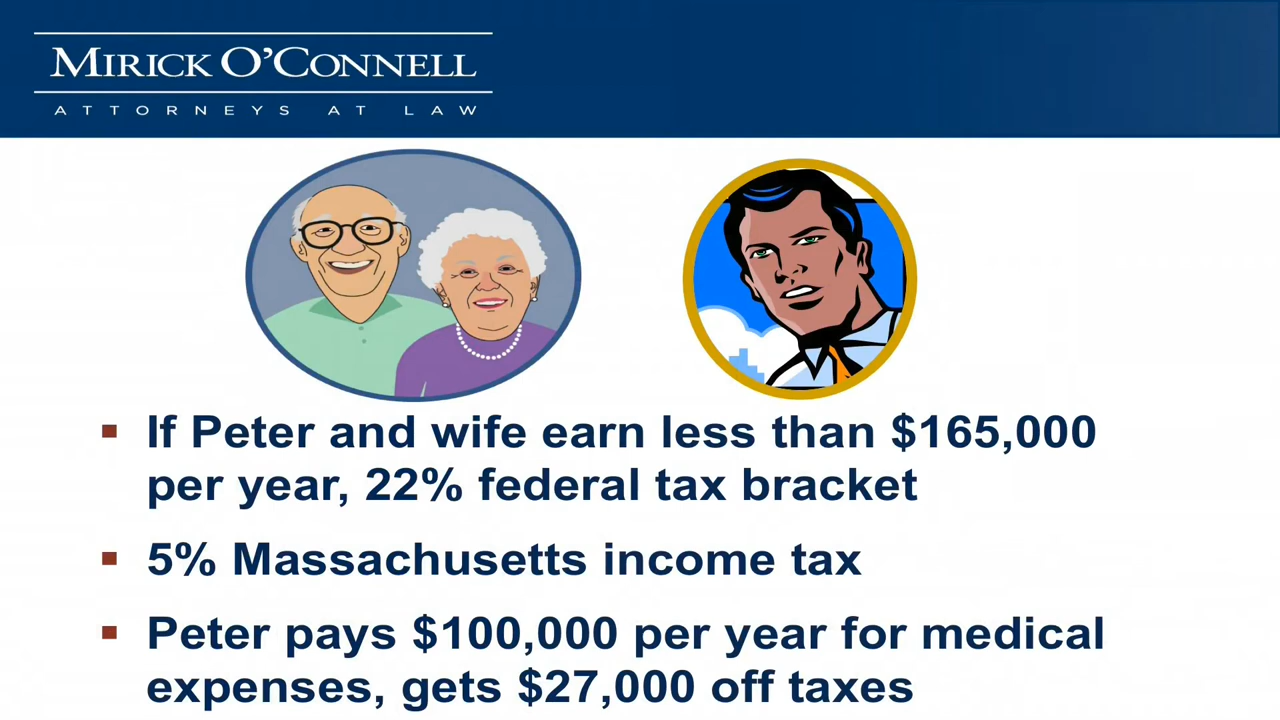 MIRICK O'CONNELL
ATTORNEYS AT LAW
▪ If Peter and wife earn less than $165,000
per year, 22% federal tax bracket
▪ 5% Massachusetts income tax
▪ Peter pays $100,000 per year for medical
expenses, gets $27,000 off taxes